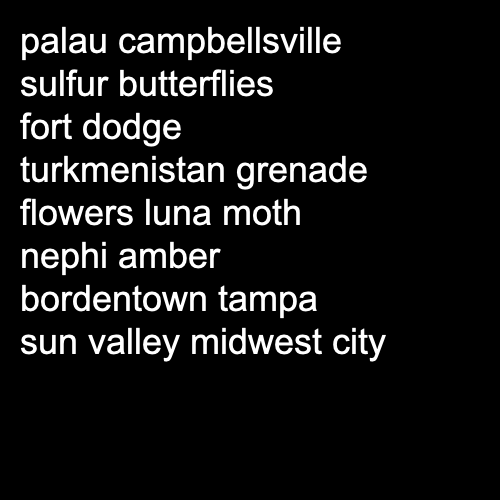 palau campbellsville
sulfur butterflies
fort dodge
turkmenistan grenade
flowers luna moth
nephi amber
bordentown tampa
sun valley midwest city